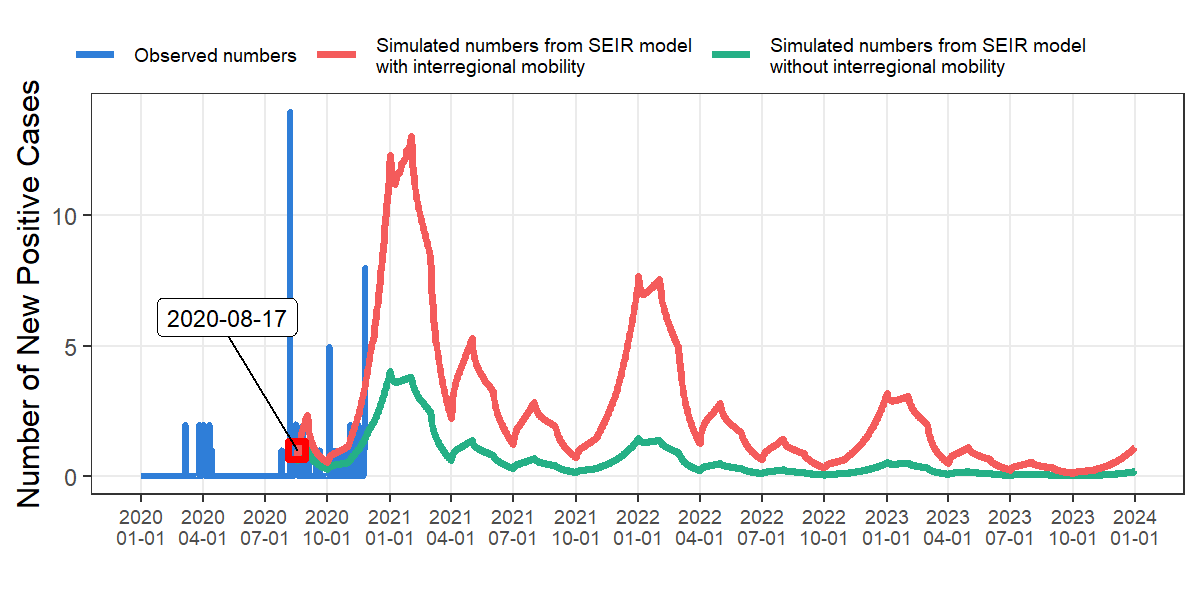 Observed numbers
Simulated numbers from SEIR model
with interregional mobility
Simulated numbers from SEIR model
without interregional mobility
Number of New Positive Cases
10
5
0
2020-08-17
2020 2020 2020 2020 2021 2021 2021 2021 2022 2022 2022 2022 2023 2023 2023 2023 2024
01-01 04-01 07-01 10-01 01-01 04-01 07-01 10-01 01-01 04-01 07-01 10-01 01-01 04-01 07-01 10-01 01-01